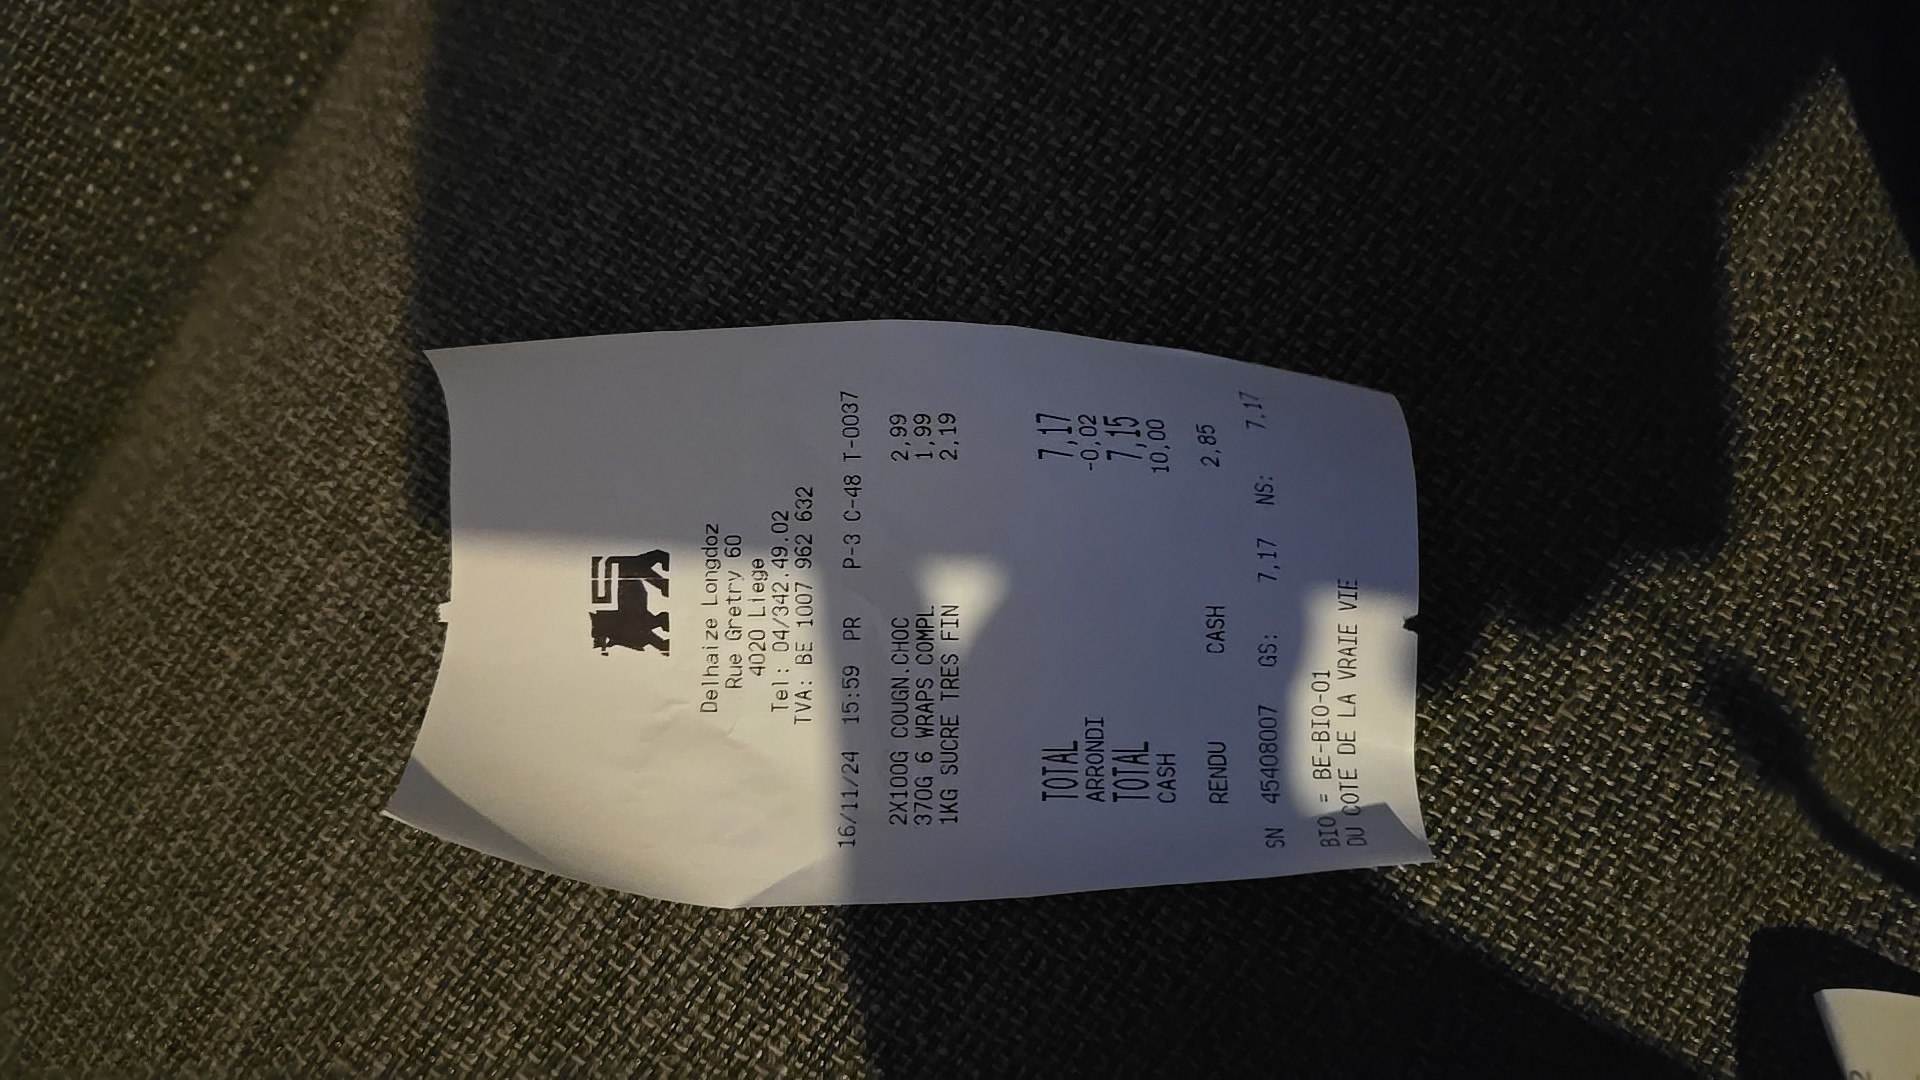 Delhaize Longdoz
Rue Gretry 60
4020 Liege
Tel: 04/342.49.02
TVA: BE 1007 962 632
16/11/24 15:59 PR P-3 C-48 T-0037
2X100G COUGN.CHOC 2,99
370G 6 WRAPS COMPL 1,99
1KG SUCRE TRES FIN 2,19
TOTAL 7,17
ARRONDI -0,02
TOTAL 7,15
CASH 10,00
RENDU CASH 2,85
SN 45408007 GS: 7,17 NS: 7,17
BIO = BE-BIO-01
DU COTE DE LA VRAIE VIE